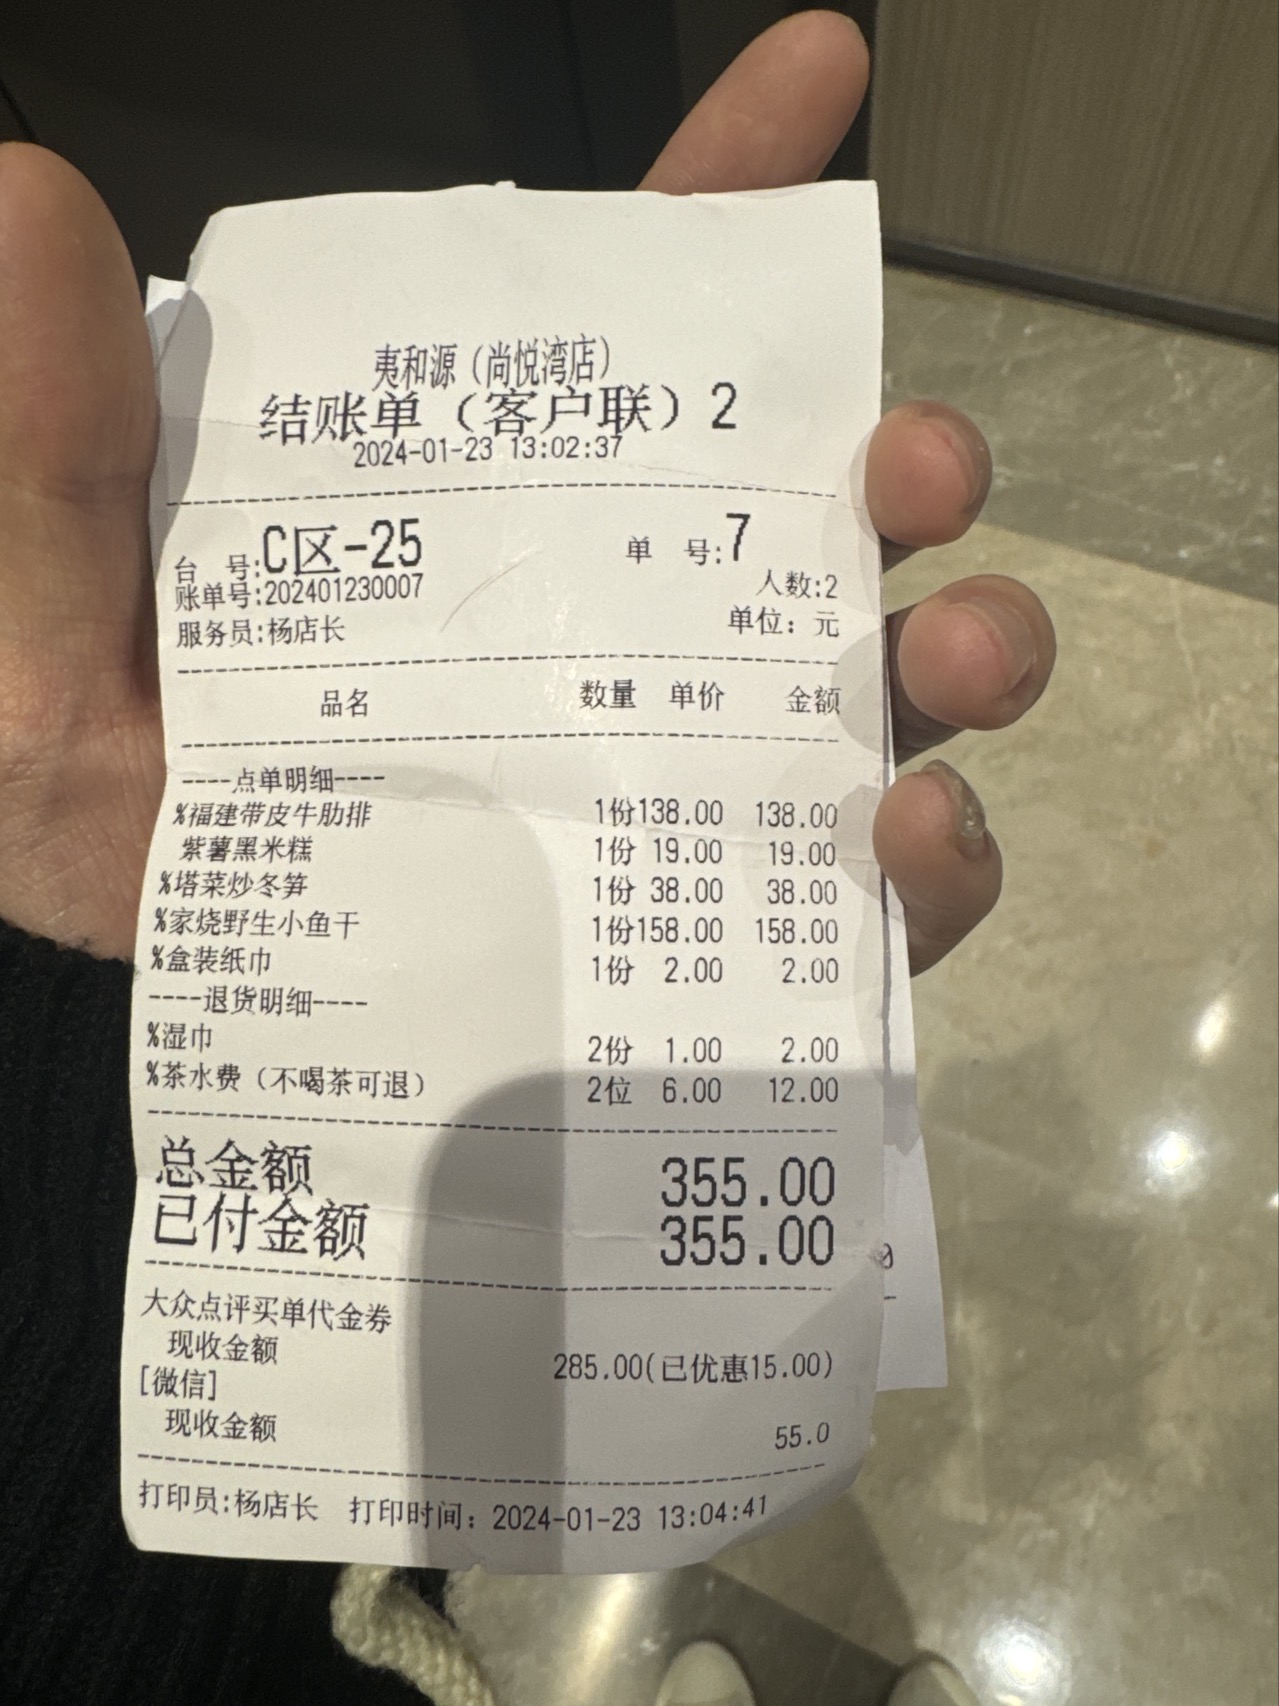 夷和源（尚悦湾店）
结账单（客户联）2
2024-01-23 13:02:37
台 号:C区-25 单 号:7
账单号:202401230007 人数:2
服务员:杨店长 单位：元
品名 数量 单价 金额
----点单明细----
%福建带皮牛肋排 1份138.00 138.00
紫薯黑米糕 1份 19.00 19.00
%塔菜炒冬笋 1份 38.00 38.00
%家烧野生小鱼干 1份158.00 158.00
%盒装纸巾 1份 2.00 2.00
----退货明细----
%湿巾 2份 1.00 2.00
%茶水费（不喝茶可退） 2位 6.00 12.00
总金额 355.00
已付金额 355.00
大众点评买单代金券
现收金额 285.00(已优惠15.00)
[微信]
现收金额 55.0
打印员:杨店长 打印时间：2024-01-23 13:04:41